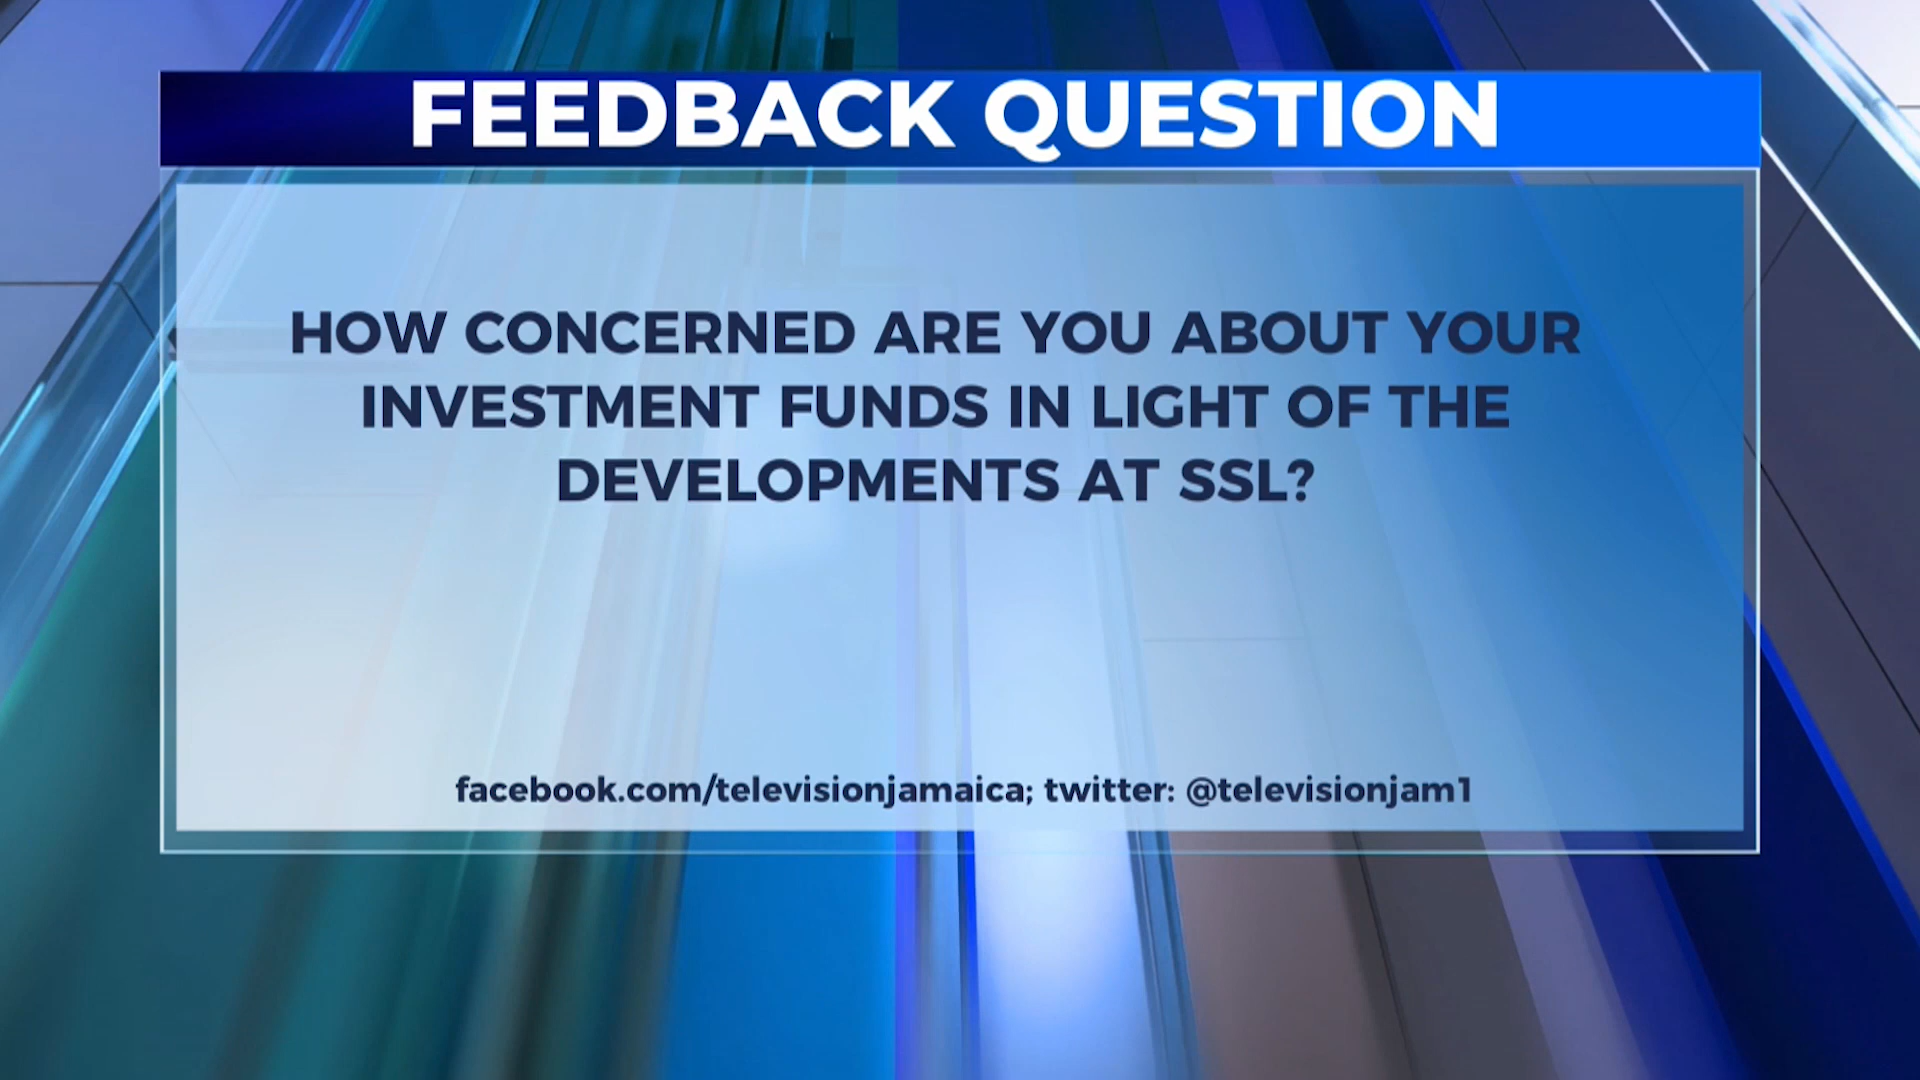 FEEDBACK QUESTION
HOW CONCERNED ARE YOU ABOUT YOUR
INVESTMENT FUNDS IN LIGHT OF THE
DEVELOPMENTS AT SSL?
facebook.com/televisionjamaica; twitter: @televisionjam1